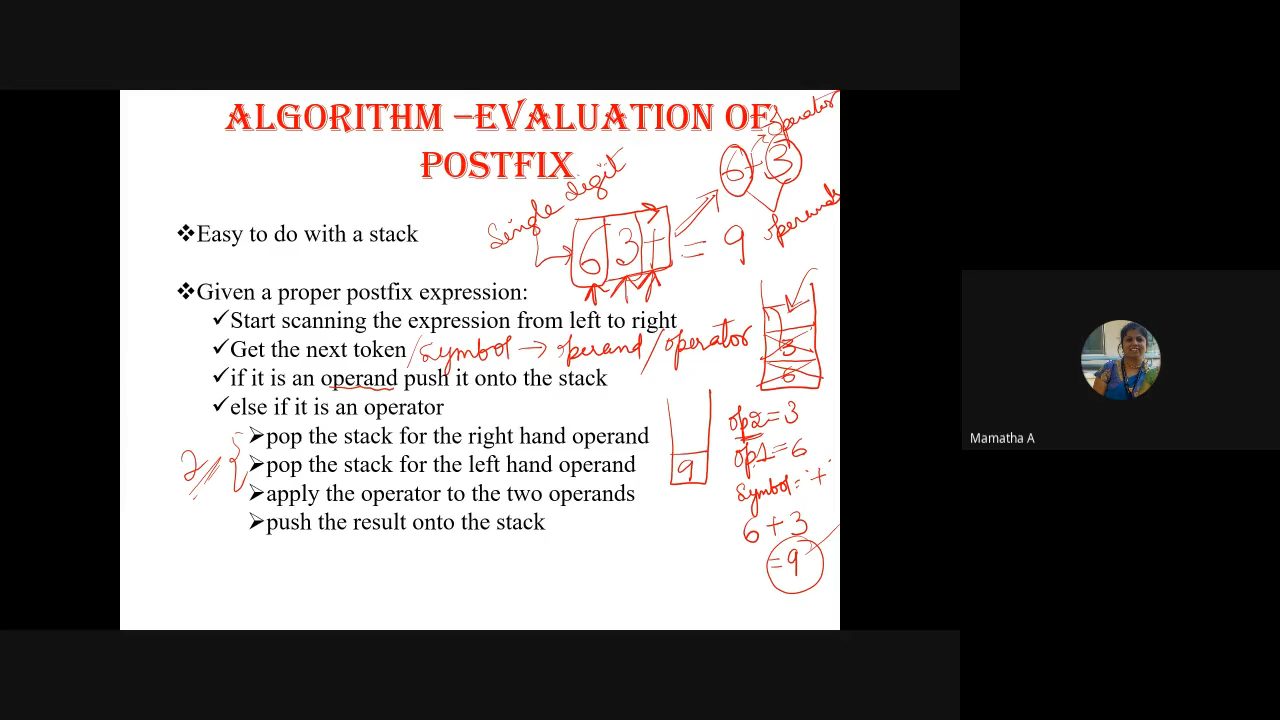 ALGORITHM –EVALUATION OF
POSTFIX
operator
6 + 3
operands
Single digit
6 3 + = 9
❖Easy to do with a stack
❖Given a proper postfix expression:
✓Start scanning the expression from left to right
✓Get the next token /symbol → operand/operator
✓if it is an operand push it onto the stack
✓else if it is an operator
➢pop the stack for the right hand operand
➢pop the stack for the left hand operand
➢apply the operator to the two operands
➢push the result onto the stack
2
3
6
9
op2=3
op1=6
Symbol='+'
6+3
=9
Mamatha A